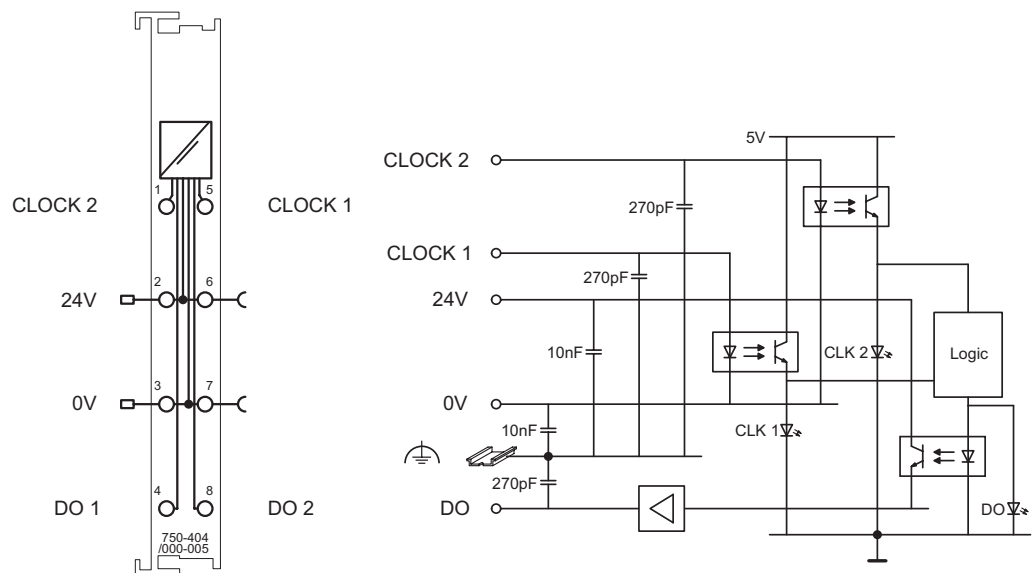 1
5
CLOCK 2
CLOCK 1
2
6
24V
3
7
0V
4
8
DO 1
DO 2
750-404
/000-005
5V
CLOCK 2
270pF
CLOCK 1
270pF
24V
10nF
CLK 2
Logic
0V
10nF
CLK 1
270pF
DO
DO